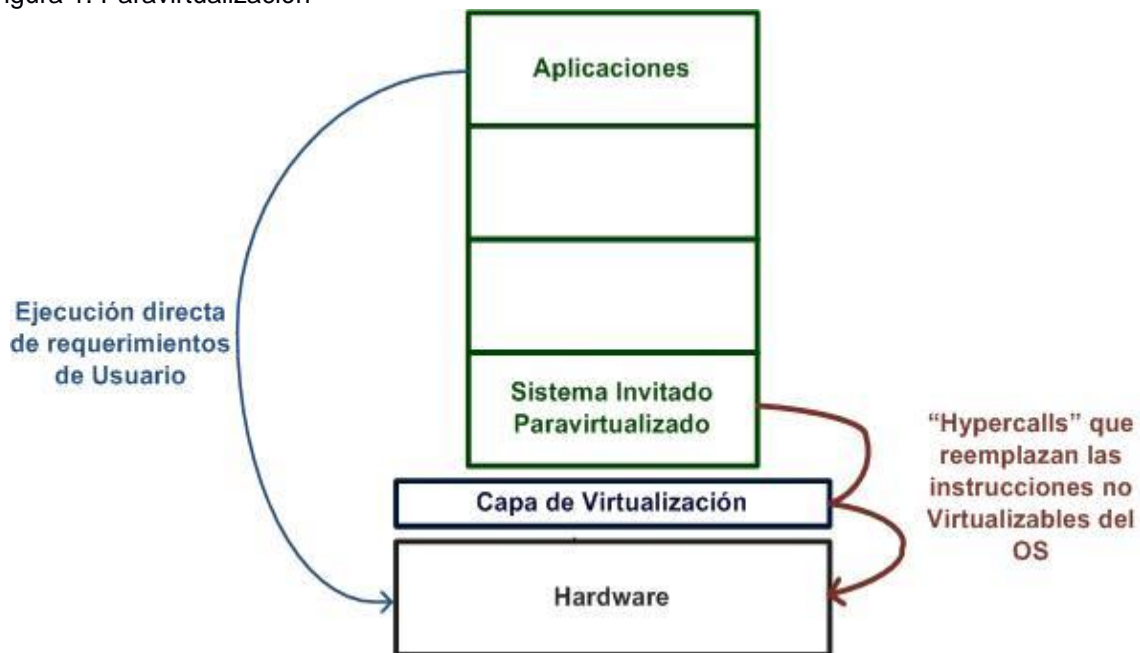 Aplicaciones
Ejecución directa
de requerimientos
de Usuario
Sistema Invitado
Paravirtualizado
“Hypercalls” que
reemplazan las
instrucciones no
Virtualizables del
OS
Capa de Virtualización
Hardware